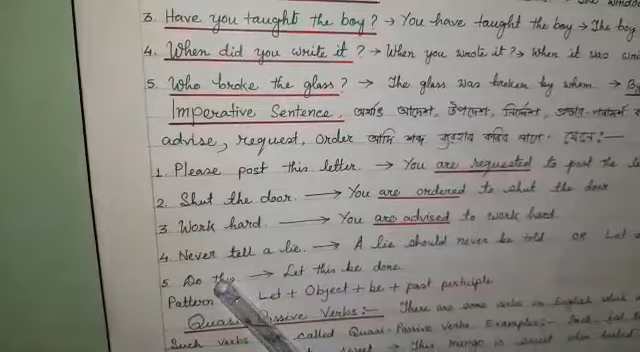 3. Have you taught the boy? → You have taught the boy → The boy
4. When did you write it? → When you wrote it? → When it was
5. Who broke the glass? → The glass was broken by whom → By
Imperative Sentence, অর্থাৎ আদেশ, উপদেশ, নির্দেশ,
advise, request, order আদি শব্দ
1. Please post this letter. → You are requested to post the
2. Shut the door. → You are ordered to shut the door
3. Work hard. → You are advised to work hard.
4. Never tell a lie. → A lie should never be told OR Let
5. Do this → Let this be done.
Pattern Let + Object + be + past participle
Quasi Passive Verbs:- There are some verbs in English which
Such verbs called Quasi-Passive Verbs. Examples:-
→ This mango is